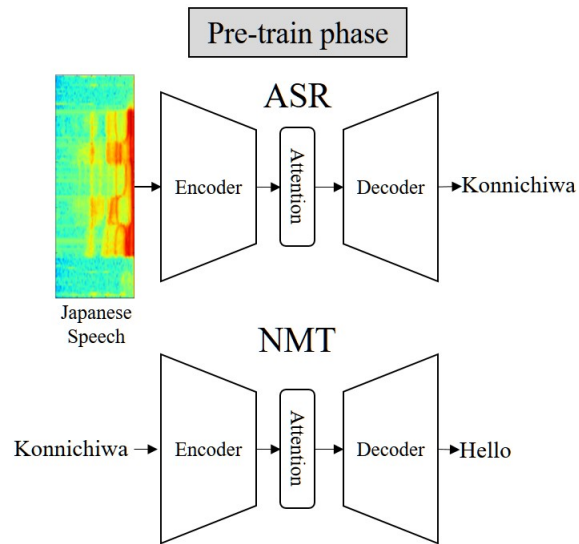 Pre-train phase
ASR
Encoder
Attention
Decoder
Konnichiwa
Japanese
Speech
NMT
Konnichiwa
Encoder
Attention
Decoder
Hello